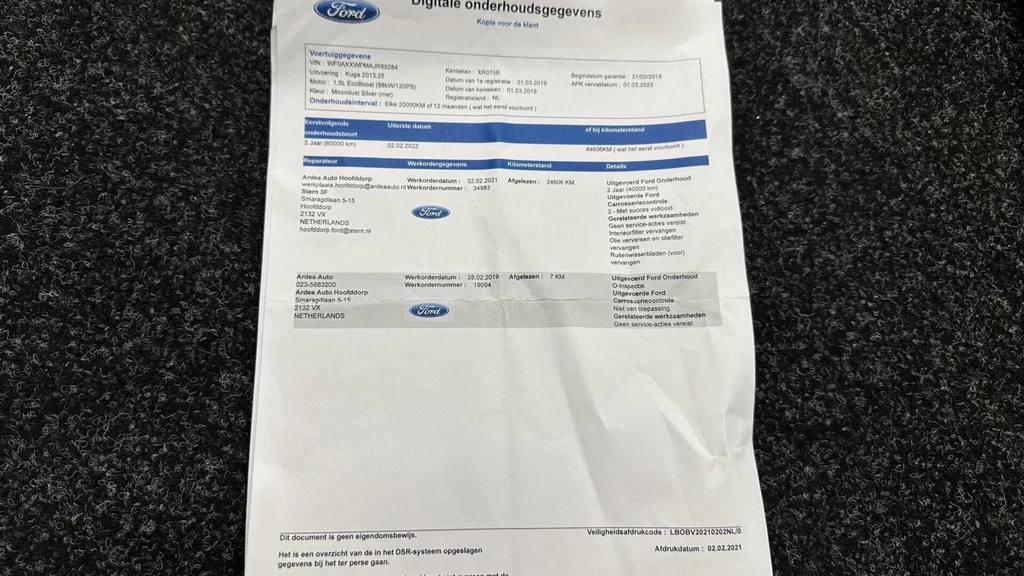 Ford
Digitale onderhoudsgegevens
Kopie voor de klant
Voertuiggegevens
VIN : WF0AXXWPMAJR89284
Uitvoering : Kuga 2013.25
Motor : 1.5L EcoBoost (88kW/120PS)
Kleur : Moondust Silver (met)
Onderhoudsinterval : Elke 20000KM of 12 maanden ( wat het eerst voorkomt )
Kenteken : XR075R
Datum van 1e registratie : 01.03.2019
Datum van kenteken : 01.03.2019
Registratieland : NL
Begindatum garantie : 21/02/2019
APK vervaldatum : 01.03.2023
Eerstvolgende onderhoudsbeurt
Uiterste datum
of bij kilometerstand
3 Jaar (60000 km)
02.02.2022
44606KM ( wat het eerst voorkomt )
Reparateur
Werkordergegevens
Kilometerstand
Details
Ardea Auto Hoofddorp
werkplaats.hoofddorp@ardeaauto.nl
Stern 3F
Smaragdlaan 5-15
Hoofddorp
2132 VX
NETHERLANDS
hoofddorp.ford@stern.nl
Werkorderdatum : 02.02.2021
Werkordernummer : 34983
Ford
Afgelezen : 24606 KM
Uitgevoerd Ford Onderhoud
2 Jaar (40000 km)
Uitgevoerde Ford
Carrosseriecontrole
2 - Met succes voltooid
Gerelateerde werkzaamheden
Geen service-acties vereist
Interieurfilter vervangen
Olie verversen en oliefilter
vervangen
Ruitenwisserbladen (voor)
vervangen
Ardea Auto
023-5683200
Ardea Auto Hoofddorp
Smaragdlaan 5-15
2132 VX
NETHERLANDS
Werkorderdatum : 28.02.2019
Werkordernummer : 19094
Ford
Afgelezen : 7 KM
Uitgevoerd Ford Onderhoud
O-Inspectie
Uitgevoerde Ford
Carrosseriecontrole
Niet van toepassing
Gerelateerde werkzaamheden
Geen service-acties vereist
Dit document is geen eigendomsbewijs.
Veiligheidsafdrukcode : LBOBV20210202NL/0
Het is een overzicht van de in het DSR-systeem opgeslagen
gegevens bij het ter perse gaan.
Afdrukdatum : 02.02.2021